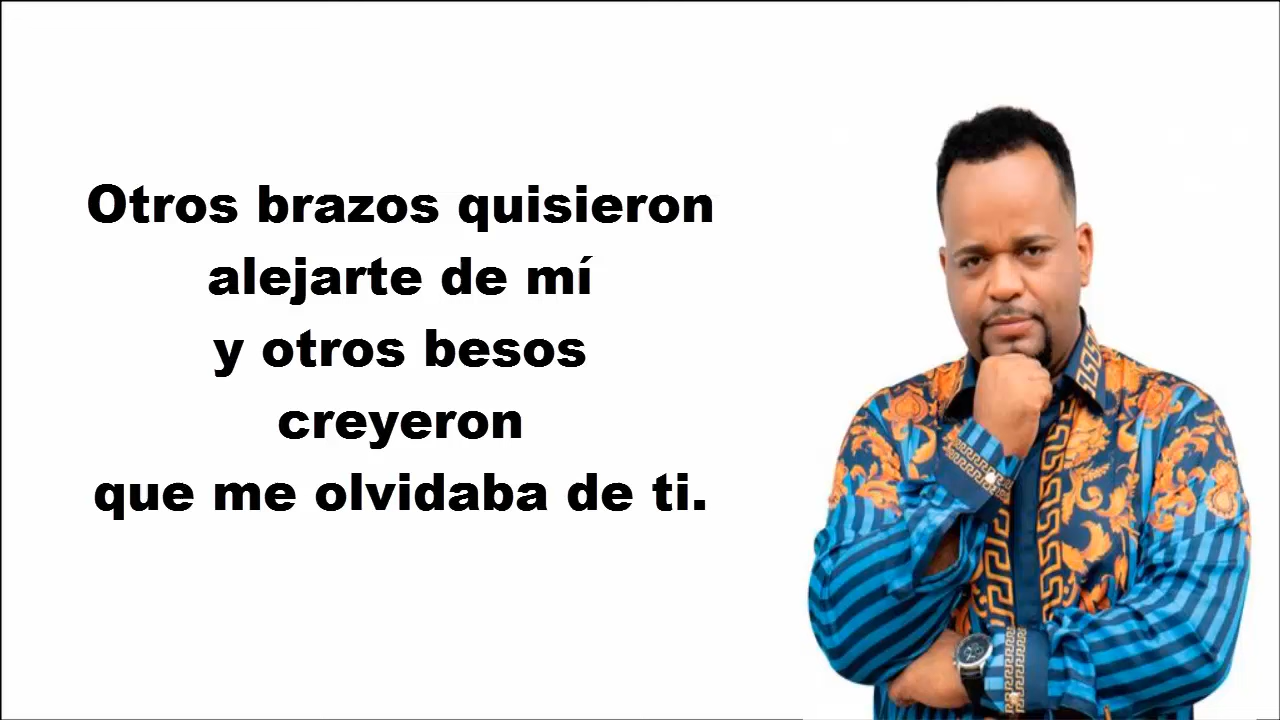 Otros brazos quisieron
alejarte de mí
y otros besos
creyeron
que me olvidaba de ti.